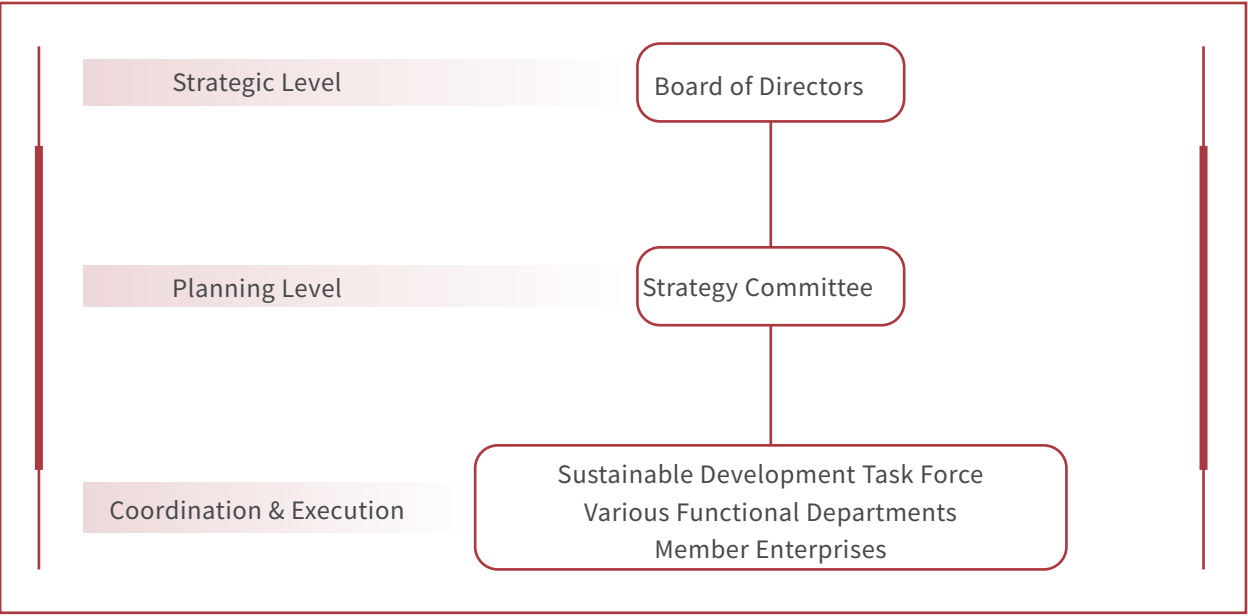 Strategic Level
Board of Directors
Planning Level
Strategy Committee
Coordination & Execution
Sustainable Development Task Force
Various Functional Departments
Member Enterprises